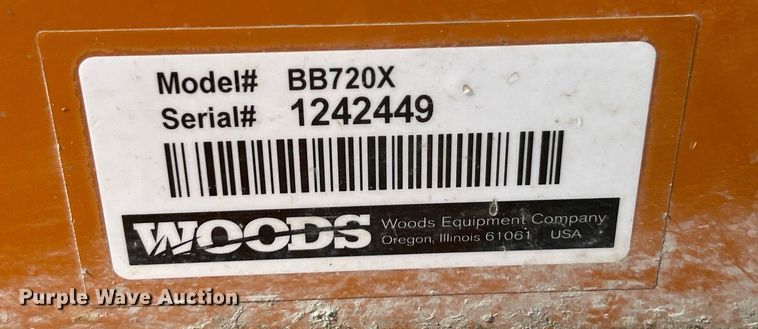 Model# BB720X
Serial# 1242449
WOODS
Woods Equipment Company
Oregon, Illinois 61061 USA
Purple Wave Auction